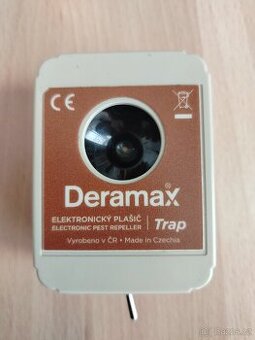 CE
Deramax®
ELEKTRONICKÝ PLAŠIČ
ELECTRONIC PEST REPELLER
Trap
Vyrobeno v ČR • Made in Czechia